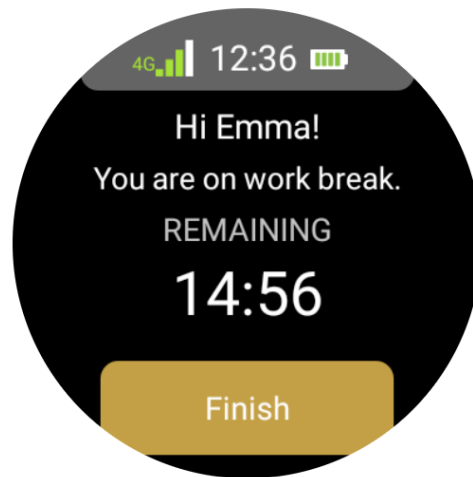 4G 12:36
Hi Emma!
You are on work break.
REMAINING
14:56
Finish